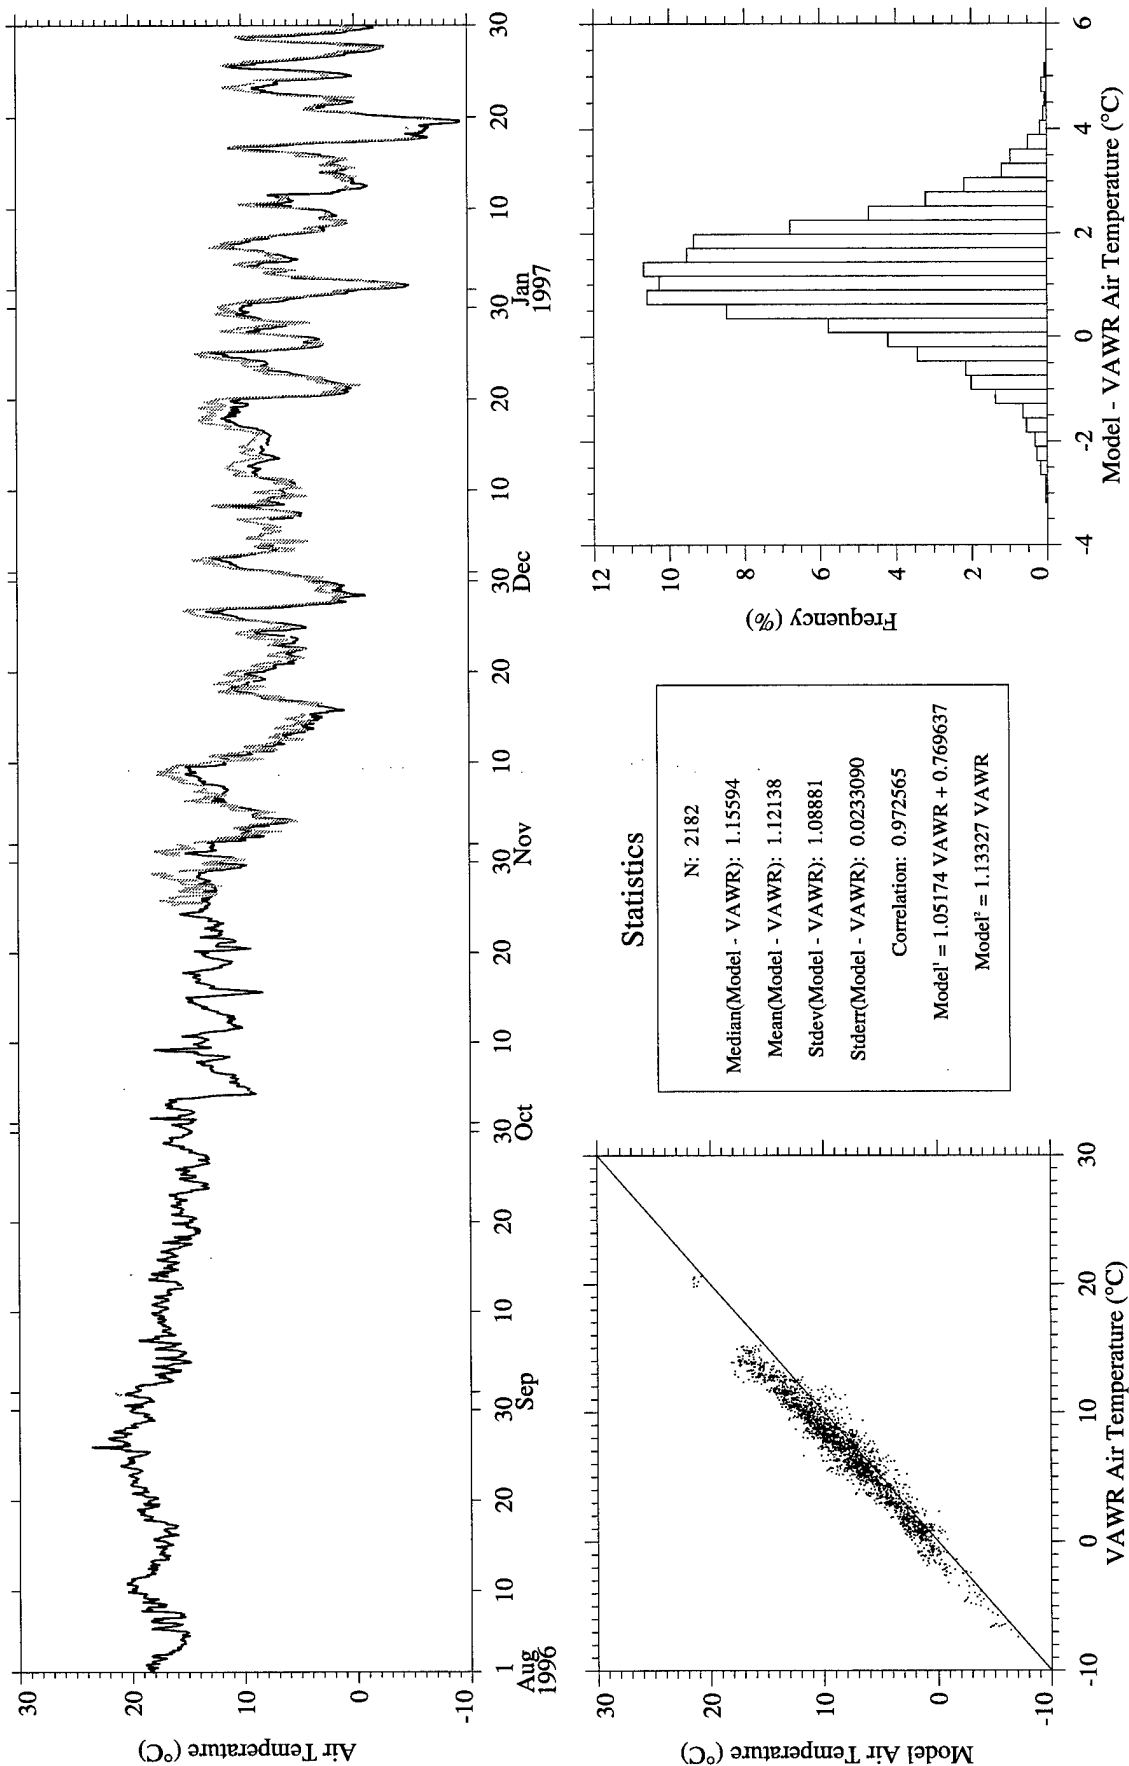 Air Temperature (°C)
30
20
10
0
-10
1
10
20
30
10
20
30
10
20
30
10
20
30
10
20
30
10
20
30
Aug
Sep
Oct
Nov
Dec
Jan
1996
1997
Model Air Temperature (°C)
30
20
10
0
-10
-10
0
10
20
30
VAWR Air Temperature (°C)
Statistics
N: 2182
Median(Model - VAWR): 1.15594
Mean(Model - VAWR): 1.12138
Stdev(Model - VAWR): 1.08881
Stderr(Model - VAWR): 0.0233090
Correlation: 0.972565
Model¹ = 1.05174 VAWR + 0.769637
Model² = 1.13327 VAWR
Frequency (%)
12
10
8
6
4
2
0
-4
-2
0
2
4
6
Model - VAWR Air Temperature (°C)